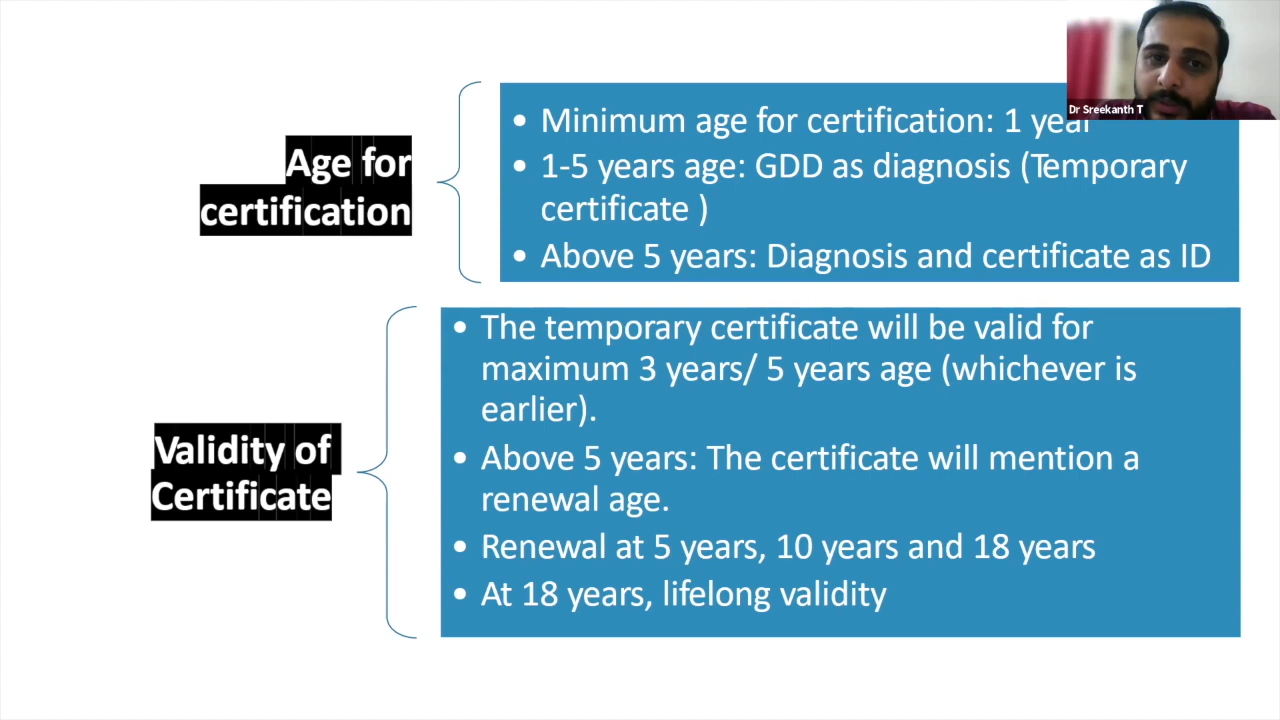 Dr Sreekanth T
Age for
certification
• Minimum age for certification: 1 year
• 1-5 years age: GDD as diagnosis (Temporary
certificate )
• Above 5 years: Diagnosis and certificate as ID
Validity of
Certificate
• The temporary certificate will be valid for
maximum 3 years/ 5 years age (whichever is
earlier).
• Above 5 years: The certificate will mention a
renewal age.
• Renewal at 5 years, 10 years and 18 years
• At 18 years, lifelong validity